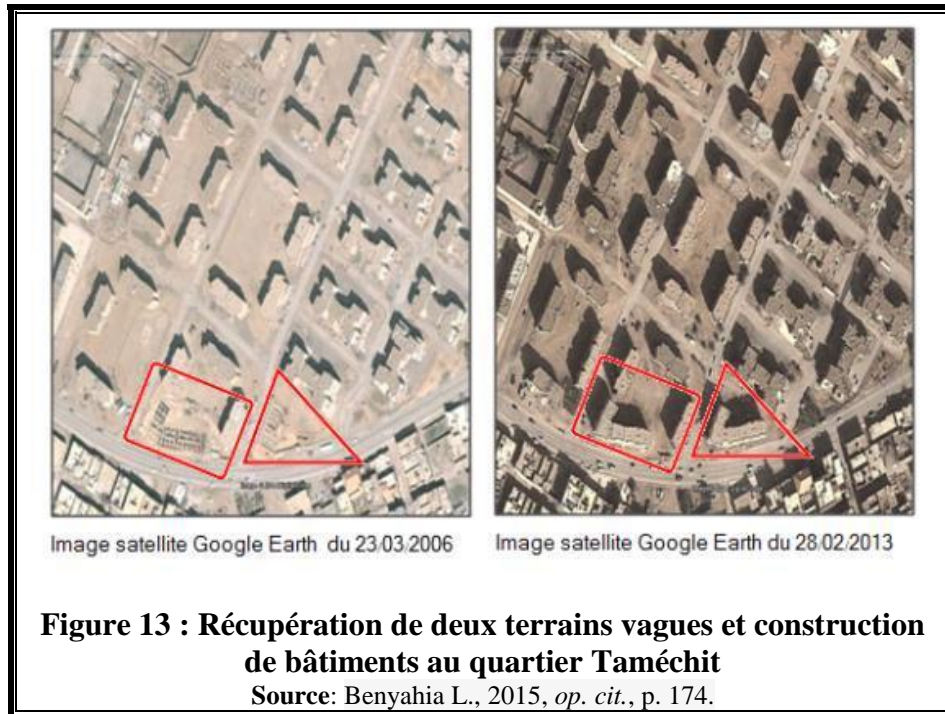 Image satellite Google Earth du 23/03/2006
Image satellite Google Earth du 28/02/2013
Figure 13 : Récupération de deux terrains vagues et construction
de bâtiments au quartier Taméchit
Source: Benyahia L., 2015, op. cit., p. 174.